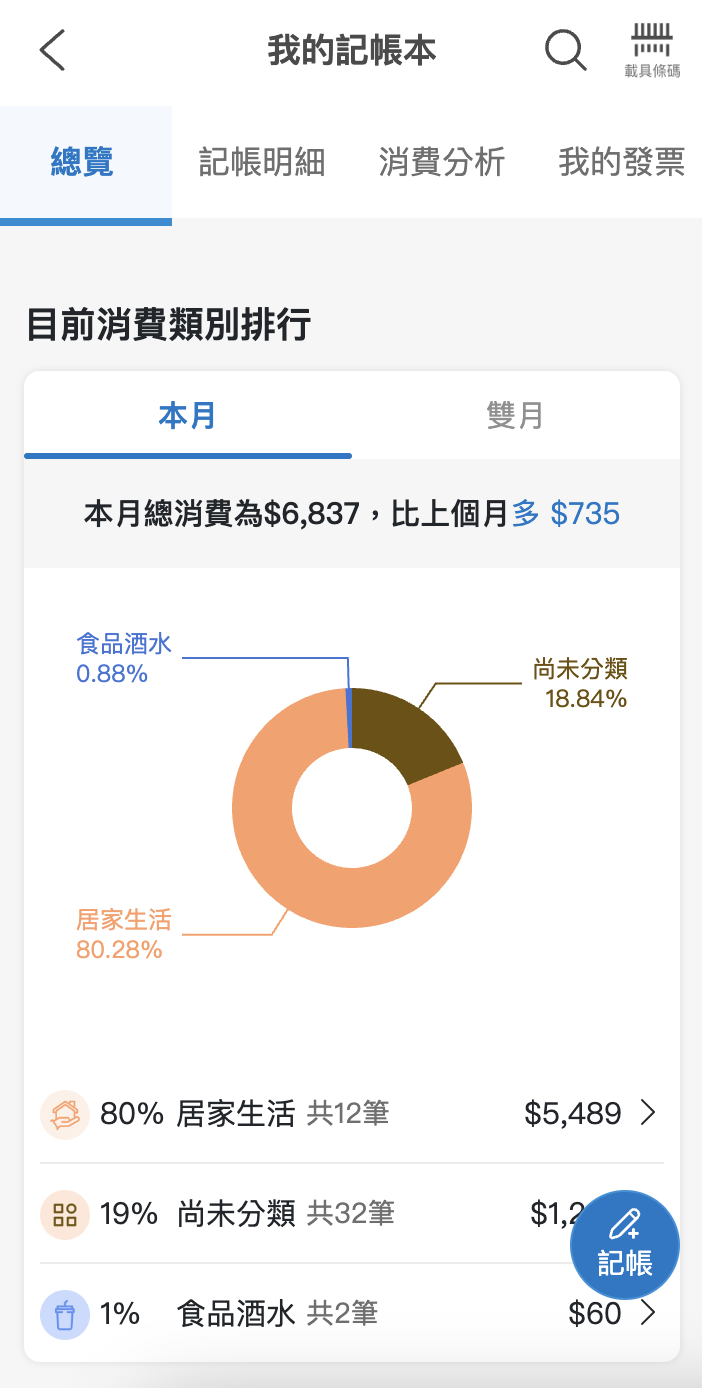 我的記帳本
載具條碼
總覽 記帳明細 消費分析 我的發票
目前消費類別排行
本月 雙月
本月總消費為$6,837，比上個月多 $735
食品酒水
0.88%
尚未分類
18.84%
居家生活
80.28%
80% 居家生活 共12筆 $5,489
19% 尚未分類 共32筆 $1,2
記帳
1% 食品酒水 共2筆 $60